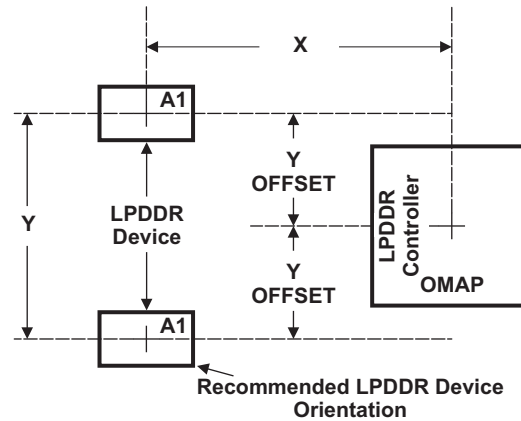 X
A1
Y
OFFSET
Y
LPDDR
Device
LPDDR
Controller
OMAP
Y
OFFSET
A1
Recommended LPDDR Device
Orientation